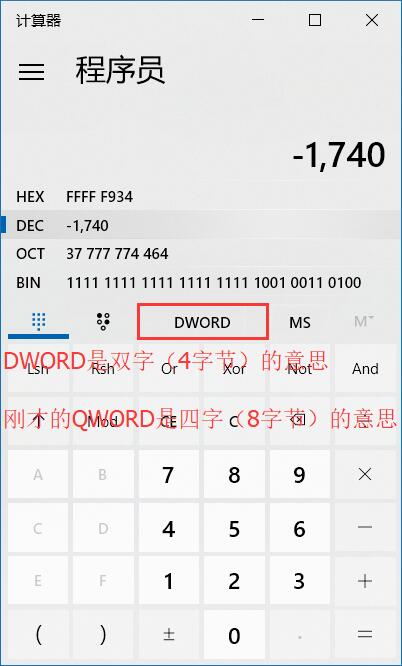 计算器
程序员
-1,740
HEX FFFF F934
DEC -1,740
OCT 37 777 774 464
BIN 1111 1111 1111 1111 1111 1001 0011 0100
DWORD MS M
DWORD是双字（4字节）的意思
Lsh Rsh Or Xor Not And
刚才的QWORD是四字（8字节）的意思
↑ Mod CE C ⌫ ÷
A B 7 8 9 ×
C D 4 5 6 −
E F 1 2 3 +
( ) ± 0 . =